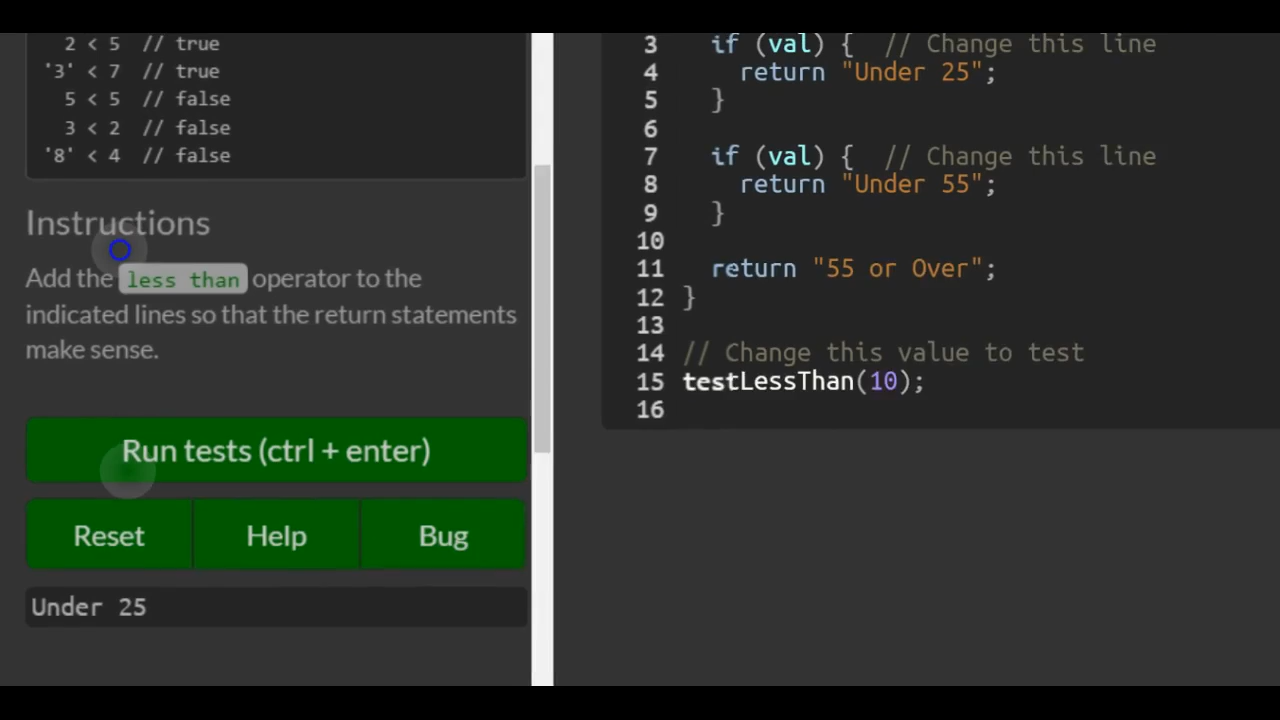 2 < 5 // true
'3' < 7 // true
5 < 5 // false
3 < 2 // false
'8' < 4 // false
Instructions
Add the less than operator to the
indicated lines so that the return statements
make sense.
Run tests (ctrl + enter)
Reset Help Bug
Under 25
3 if (val) { // Change this line
4 return "Under 25";
5 }
6
7 if (val) { // Change this line
8 return "Under 55";
9 }
10
11 return "55 or Over";
12 }
13
14 // Change this value to test
15 testLessThan(10);
16